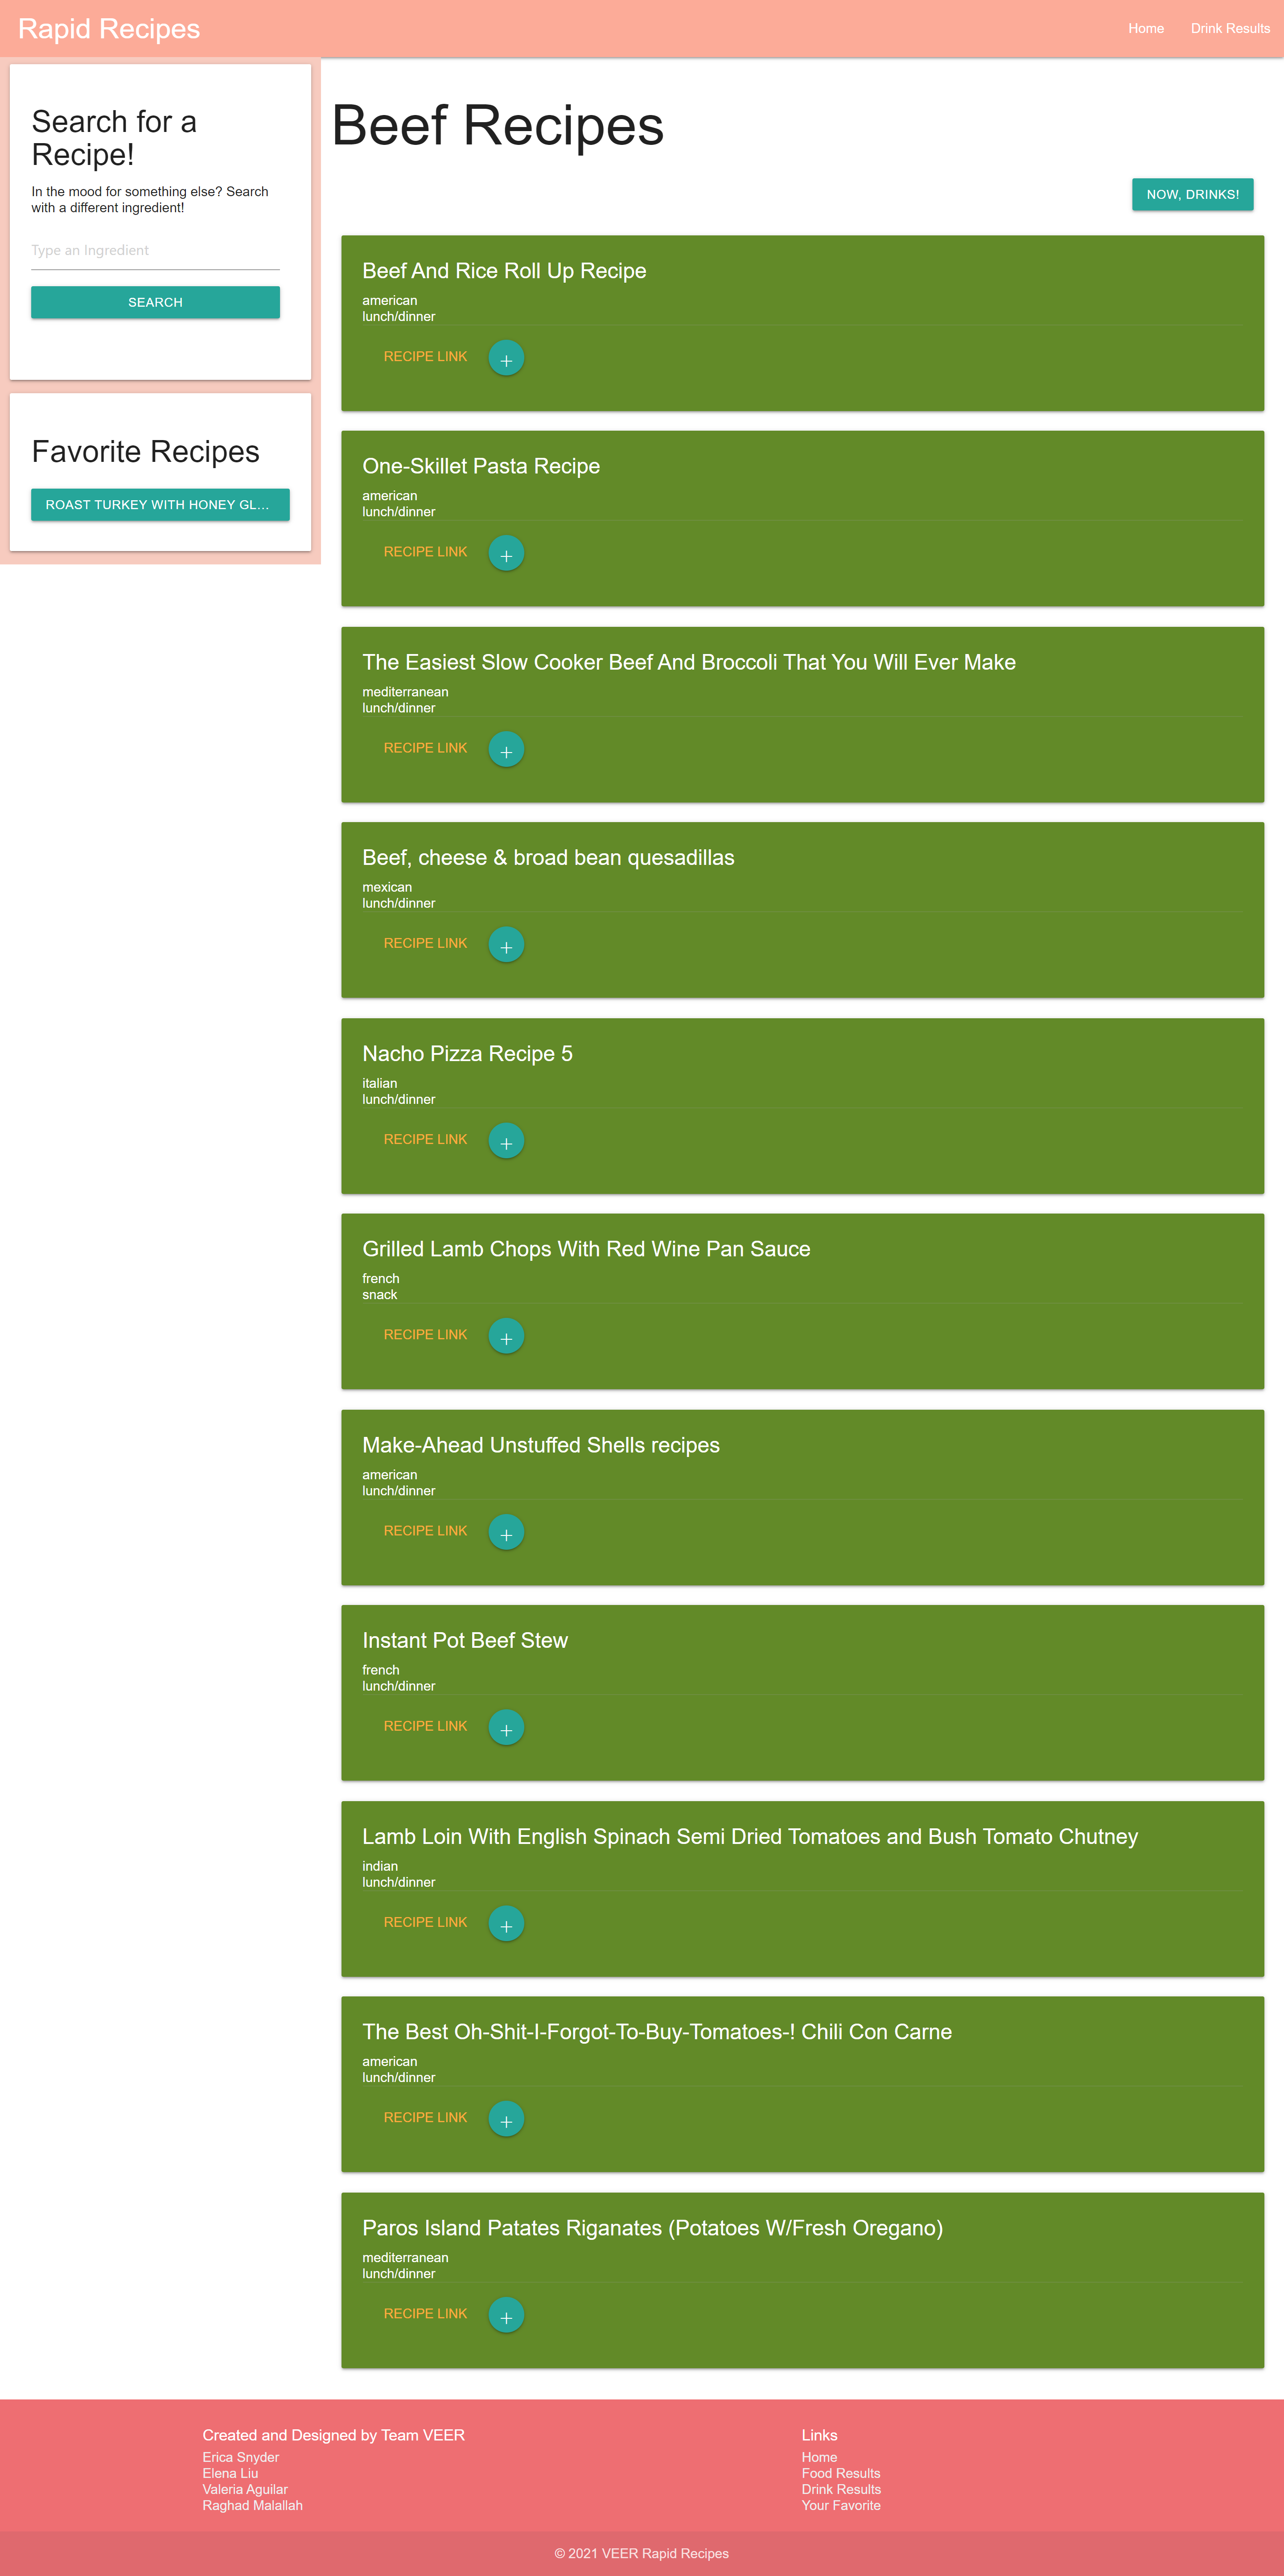 Rapid Recipes
Home
Drink Results
Search for a
Recipe!
In the mood for something else? Search
with a different ingredient!
Type an Ingredient
SEARCH
Favorite Recipes
ROAST TURKEY WITH HONEY GL...
Beef Recipes
NOW, DRINKS!
Beef And Rice Roll Up Recipe
american
lunch/dinner
RECIPE LINK
+
One-Skillet Pasta Recipe
american
lunch/dinner
RECIPE LINK
+
The Easiest Slow Cooker Beef And Broccoli That You Will Ever Make
mediterranean
lunch/dinner
RECIPE LINK
+
Beef, cheese & broad bean quesadillas
mexican
lunch/dinner
RECIPE LINK
+
Nacho Pizza Recipe 5
italian
lunch/dinner
RECIPE LINK
+
Grilled Lamb Chops With Red Wine Pan Sauce
french
snack
RECIPE LINK
+
Make-Ahead Unstuffed Shells recipes
american
lunch/dinner
RECIPE LINK
+
Instant Pot Beef Stew
french
lunch/dinner
RECIPE LINK
+
Lamb Loin With English Spinach Semi Dried Tomatoes and Bush Tomato Chutney
indian
lunch/dinner
RECIPE LINK
+
The Best Oh-Shit-I-Forgot-To-Buy-Tomatoes-! Chili Con Carne
american
lunch/dinner
RECIPE LINK
+
Paros Island Patates Riganates (Potatoes W/Fresh Oregano)
mediterranean
lunch/dinner
RECIPE LINK
+
Created and Designed by Team VEER
Erica Snyder
Elena Liu
Valeria Aguilar
Raghad Malallah
Links
Home
Food Results
Drink Results
Your Favorite
© 2021 VEER Rapid Recipes